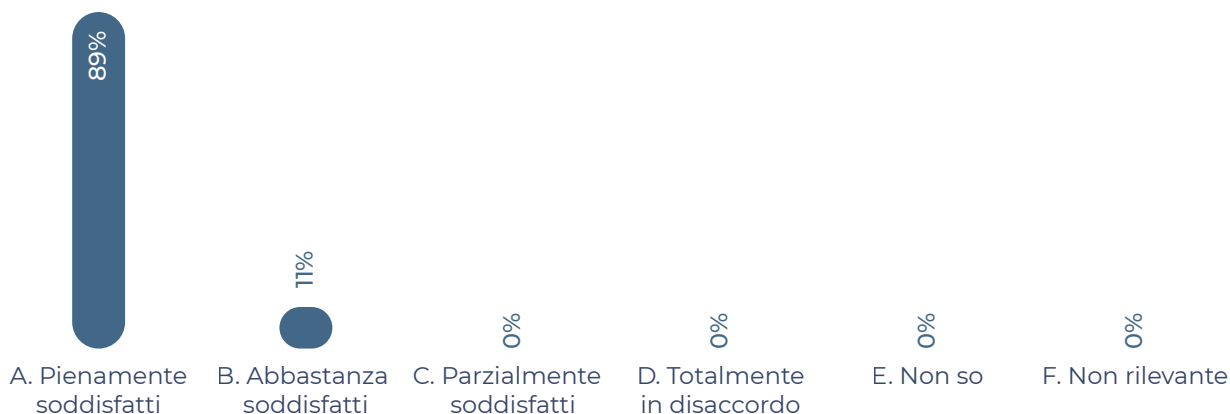 89%
11%
0%
0%
0%
0%
A. Pienamente
soddisfatti
B. Abbastanza
soddisfatti
C. Parzialmente
soddisfatti
D. Totalmente
in disaccordo
E. Non so
F. Non rilevante